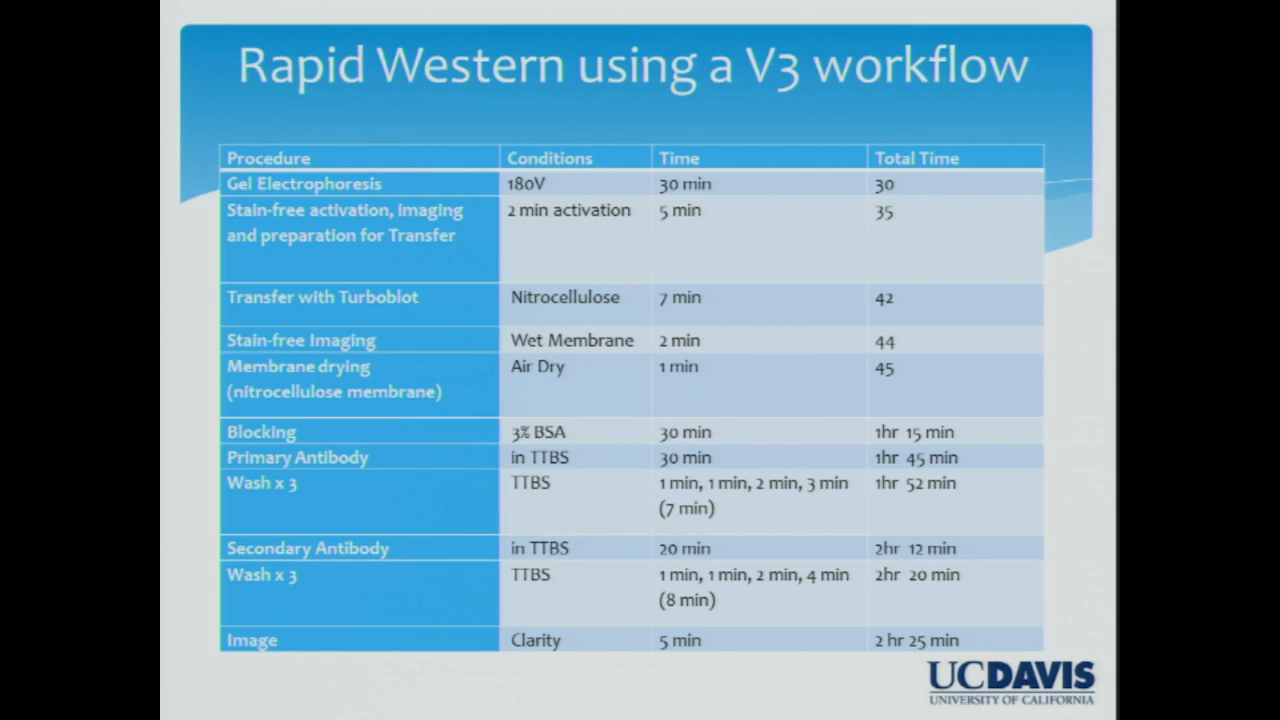 Rapid Western using a V3 workflow
Procedure Conditions Time Total Time
Gel Electrophoresis 180V 30 min 30
Stain-free activation, imaging 2 min activation 5 min 35
and preparation for Transfer
Transfer with Turboblot Nitrocellulose 7 min 42
Stain-free Imaging Wet Membrane 2 min 44
Membrane drying Air Dry 1 min 45
(nitrocellulose membrane)
Blocking 3% BSA 30 min 1hr 15 min
Primary Antibody in TTBS 30 min 1hr 45 min
Wash x 3 TTBS 1 min, 1 min, 2 min, 3 min 1hr 52 min
(7 min)
Secondary Antibody in TTBS 20 min 2hr 12 min
Wash x 3 TTBS 1 min, 1 min, 2 min, 4 min 2hr 20 min
(8 min)
Image Clarity 5 min 2 hr 25 min
UCDAVIS
UNIVERSITY OF CALIFORNIA